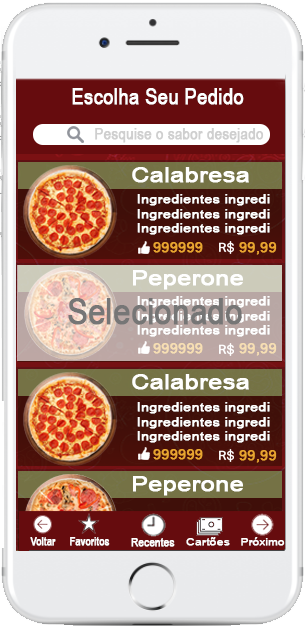 Escolha Seu Pedido
Pesquise o sabor desejado
Calabresa
Ingredientes ingredi
Ingredientes ingredi
Ingredientes ingredi
999999 R$ 99,99
Peperone
Ingredientes ingredi
Selecionado
Ingredientes ingredi
Ingredientes ingredi
999999 R$ 99,99
Calabresa
Ingredientes ingredi
Ingredientes ingredi
Ingredientes ingredi
999999 R$ 99,99
Peperone
Voltar Favoritos Recentes Cartões Próximo